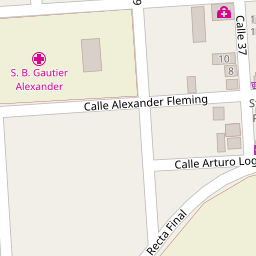 Calle 37
10
8
S. B. Gautier
Alexander
Calle Alexander Fleming
Calle Arturo Log
Recta Final